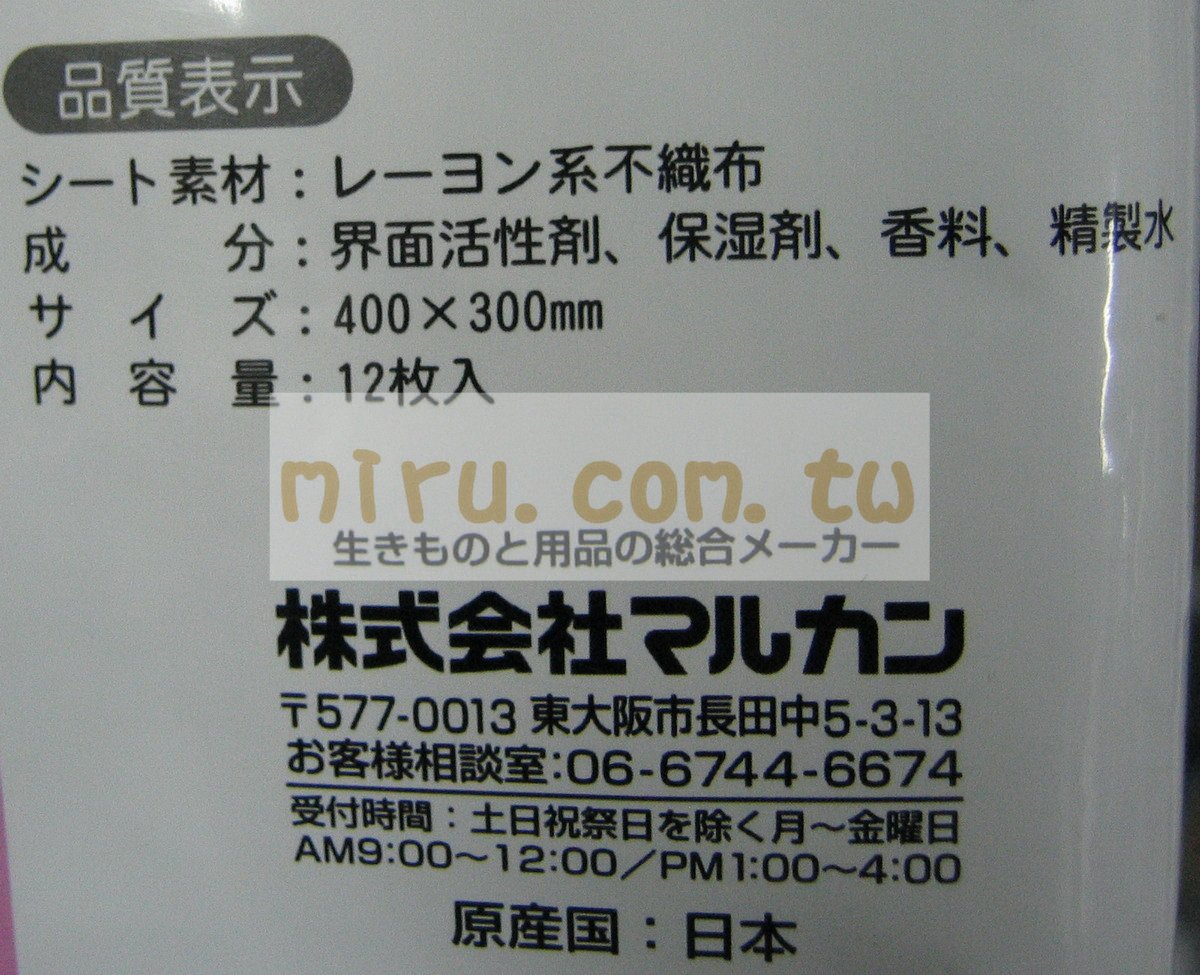 品質表示
シート素材：レーヨン系不織布
成分：界面活性剤、保湿剤、香料、精製水
サイズ：400×300mm
内容量：12枚入
miru.com.tw
生きものと用品の総合メーカー
株式会社マルカン
〒577-0013 東大阪市長田中5-3-13
お客様相談室：06-6744-6674
受付時間：土日祝祭日を除く月～金曜日
AM9:00～12:00／PM1:00～4:00
原産国：日本